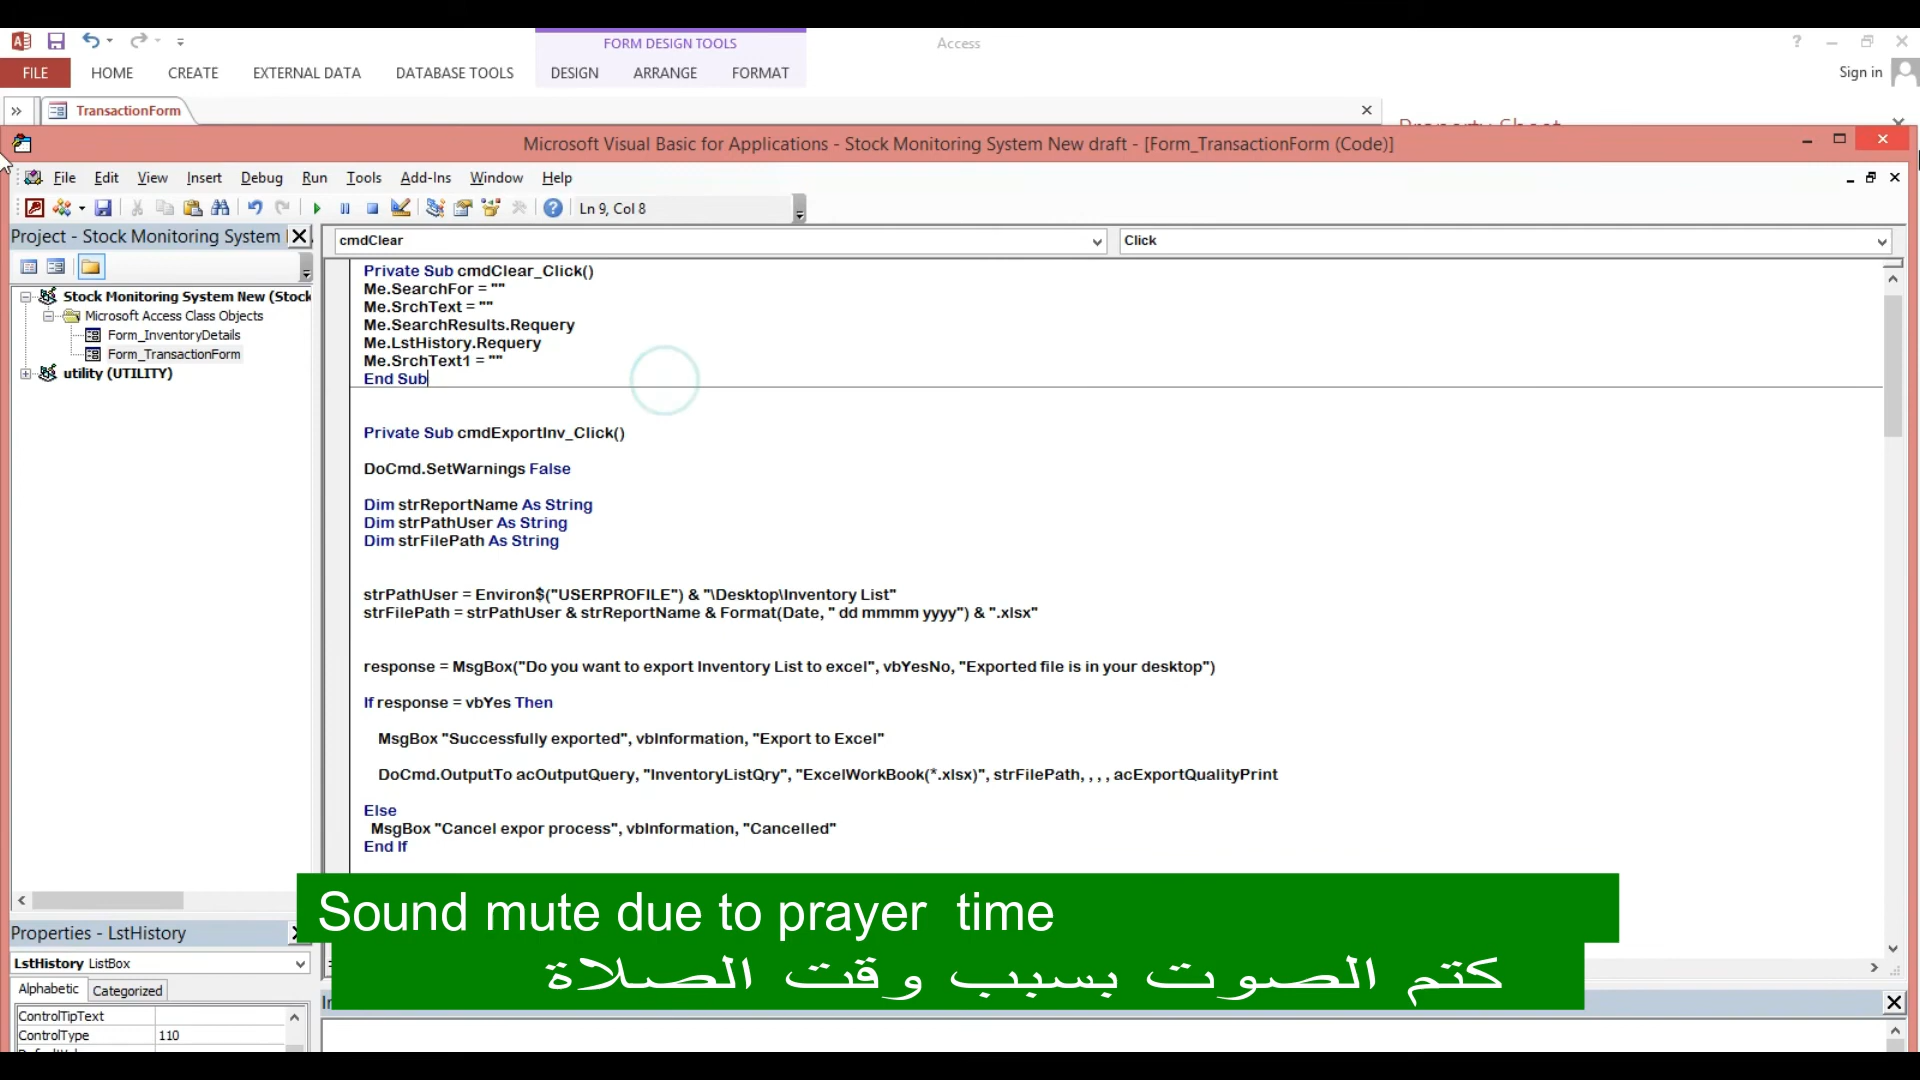 FORM DESIGN TOOLS
Access
FILE
HOME
CREATE
EXTERNAL DATA
DATABASE TOOLS
DESIGN
ARRANGE
FORMAT
Sign in
TransactionForm
Property Sheet
Microsoft Visual Basic for Applications - Stock Monitoring System New draft - [Form_TransactionForm (Code)]
File Edit View Insert Debug Run Tools Add-Ins Window Help
Ln 9, Col 8
Project - Stock Monitoring System
Stock Monitoring System New (Stock
Microsoft Access Class Objects
Form_InventoryDetails
Form_TransactionForm
utility (UTILITY)
cmdClear
Click
Private Sub cmdClear_Click()
Me.SearchFor = ""
Me.SrchText = ""
Me.SearchResults.Requery
Me.LstHistory.Requery
Me.SrchText1 = ""
End Sub
Private Sub cmdExportInv_Click()
DoCmd.SetWarnings False
Dim strReportName As String
Dim strPathUser As String
Dim strFilePath As String
strPathUser = Environ$("USERPROFILE") & "\Desktop\Inventory List"
strFilePath = strPathUser & strReportName & Format(Date, " dd mmmm yyyy") & ".xlsx"
response = MsgBox("Do you want to export Inventory List to excel", vbYesNo, "Exported file is in your desktop")
If response = vbYes Then
MsgBox "Successfully exported", vbInformation, "Export to Excel"
DoCmd.OutputTo acOutputQuery, "InventoryListQry", "ExcelWorkBook(*.xlsx)", strFilePath, , , , acExportQualityPrint
Else
MsgBox "Cancel expor process", vbInformation, "Cancelled"
End If
Properties - LstHistory
LstHistory ListBox
Alphabetic Categorized
ControlTipText
ControlType 110
Sound mute due to prayer time
كتم الصوت بسبب وقت الصلاة